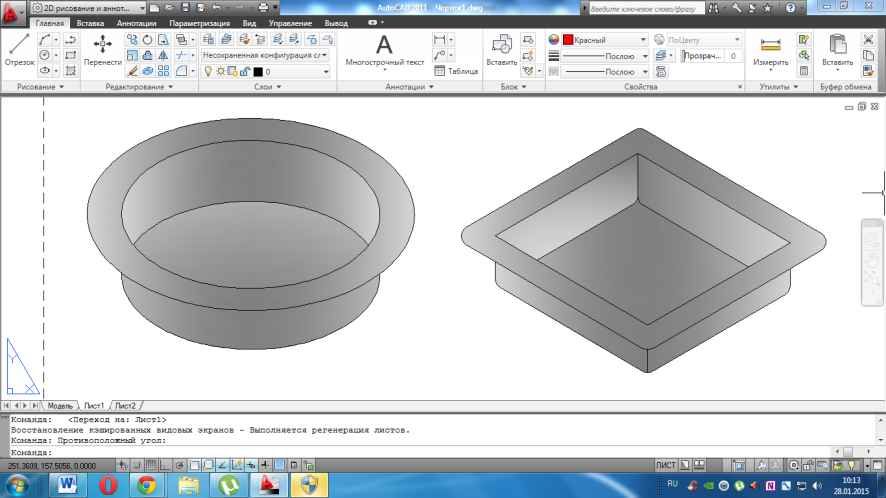 2D рисование и аннот...
AutoCAD 2011 Чертеж1.dwg
Введите ключевое слово/фразу
Главная Вставка Аннотации Параметризация Вид Управление Вывод
Несохраненная конфигурация сл
0
Отрезок
Перенести
Многострочный текст
Таблица
Вставить
Красный
Послою
Послою
ПоЦвету
Прозрач... 0
Измерить
Вставить
Рисование Редактирование Слои Аннотации Блок Свойства Утилиты Буфер обмена
Y
X
Модель Лист1 Лист2
Команда: <Переход на: Лист1>
Восстановление кэшированных видовых экранов - Выполняется регенерация листов.
Команда: Противоположный угол:
Команда:
251.3609, 157.5056, 0.0000
ЛИСТ
RU
10:13
28.01.2015